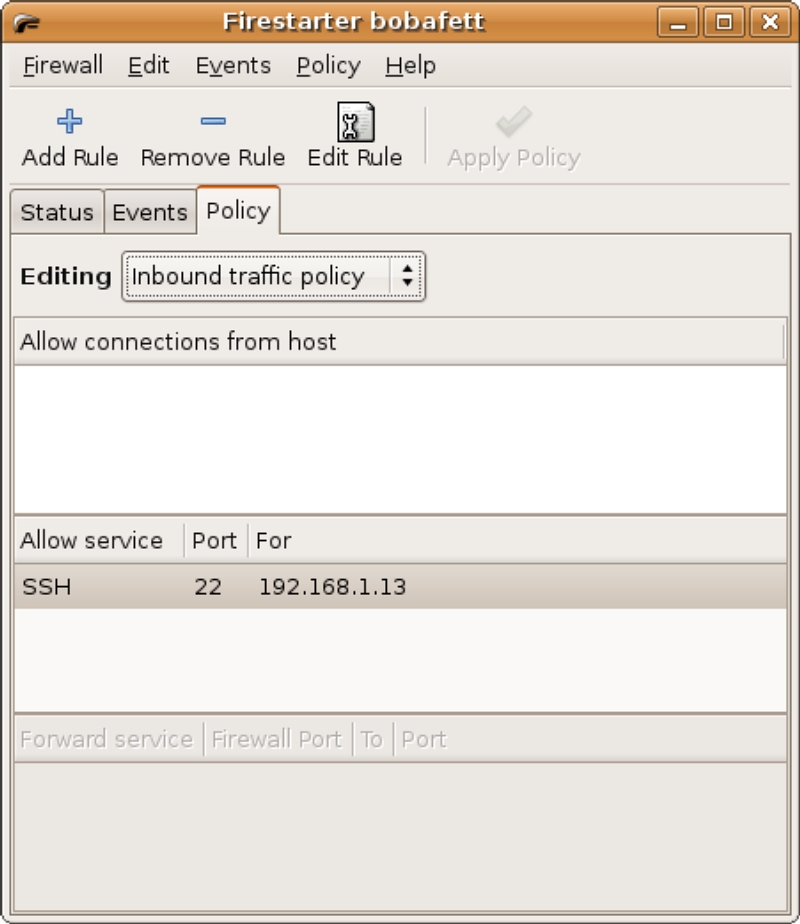 Firestarter bobafett
Firewall Edit Events Policy Help
Add Rule Remove Rule Edit Rule Apply Policy
Status Events Policy
Editing Inbound traffic policy
Allow connections from host
Allow service Port For
SSH 22 192.168.1.13
Forward service Firewall Port To Port